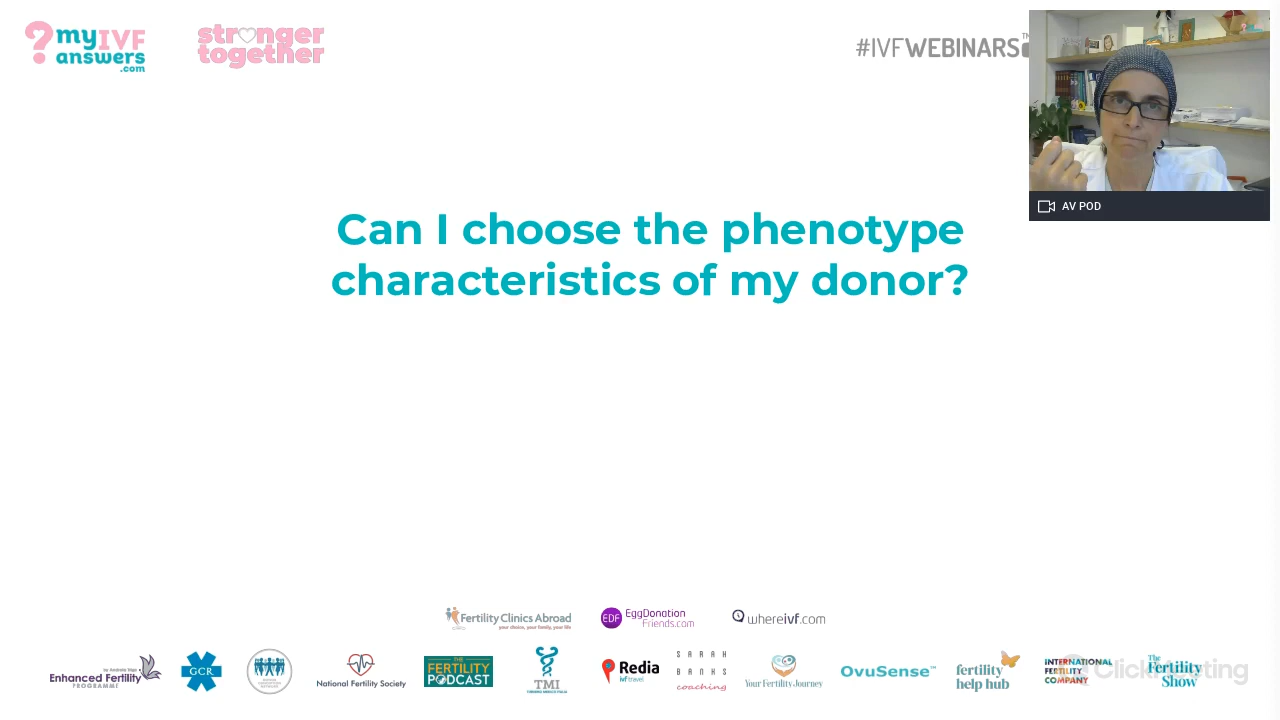 myIVF
answers
.com
stronger
together
#IVFWEBINARS
AV POD
Can I choose the phenotype
characteristics of my donor?
Fertility Clinics Abroad
your choice, your family, your life
EDF
EggDonation
Friends.com
whereivf.com
Enhanced Fertility
PROGRAMME
GCR
National Fertility Society
THE
FERTILITY
PODCAST
TMI
Redia
ivf travel
SARAH
BANKS
coaching
Your Fertility Journey
OvuSense™
fertility
help hub
INTERNATIONAL
FERTILITY
COMPANY
The
Fertility
Show
ClickMeeting